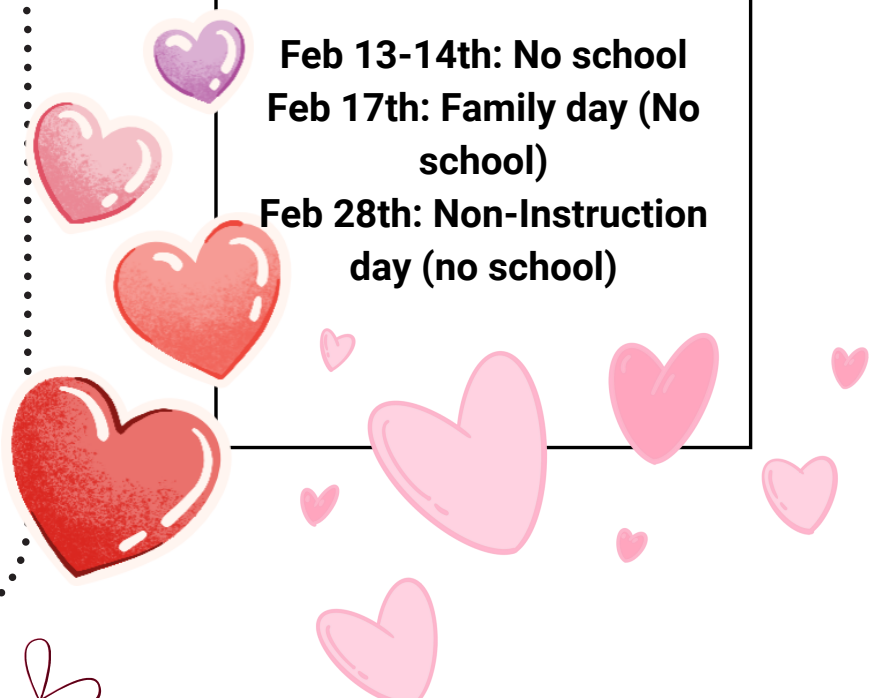 Feb 13-14th: No school
Feb 17th: Family day (No
school)
Feb 28th: Non-Instruction
day (no school)